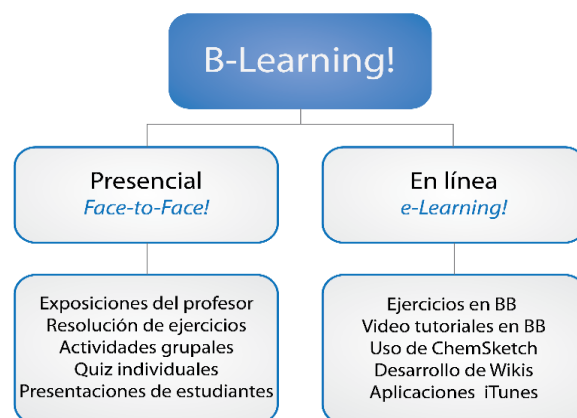 B-Learning!
Presencial
Face-to-Face!
En línea
e-Learning!
Exposiciones del profesor
Resolución de ejercicios
Actividades grupales
Quiz individuales
Presentaciones de estudiantes
Ejercicios en BB
Video tutoriales en BB
Uso de ChemSketch
Desarrollo de Wikis
Aplicaciones iTunes